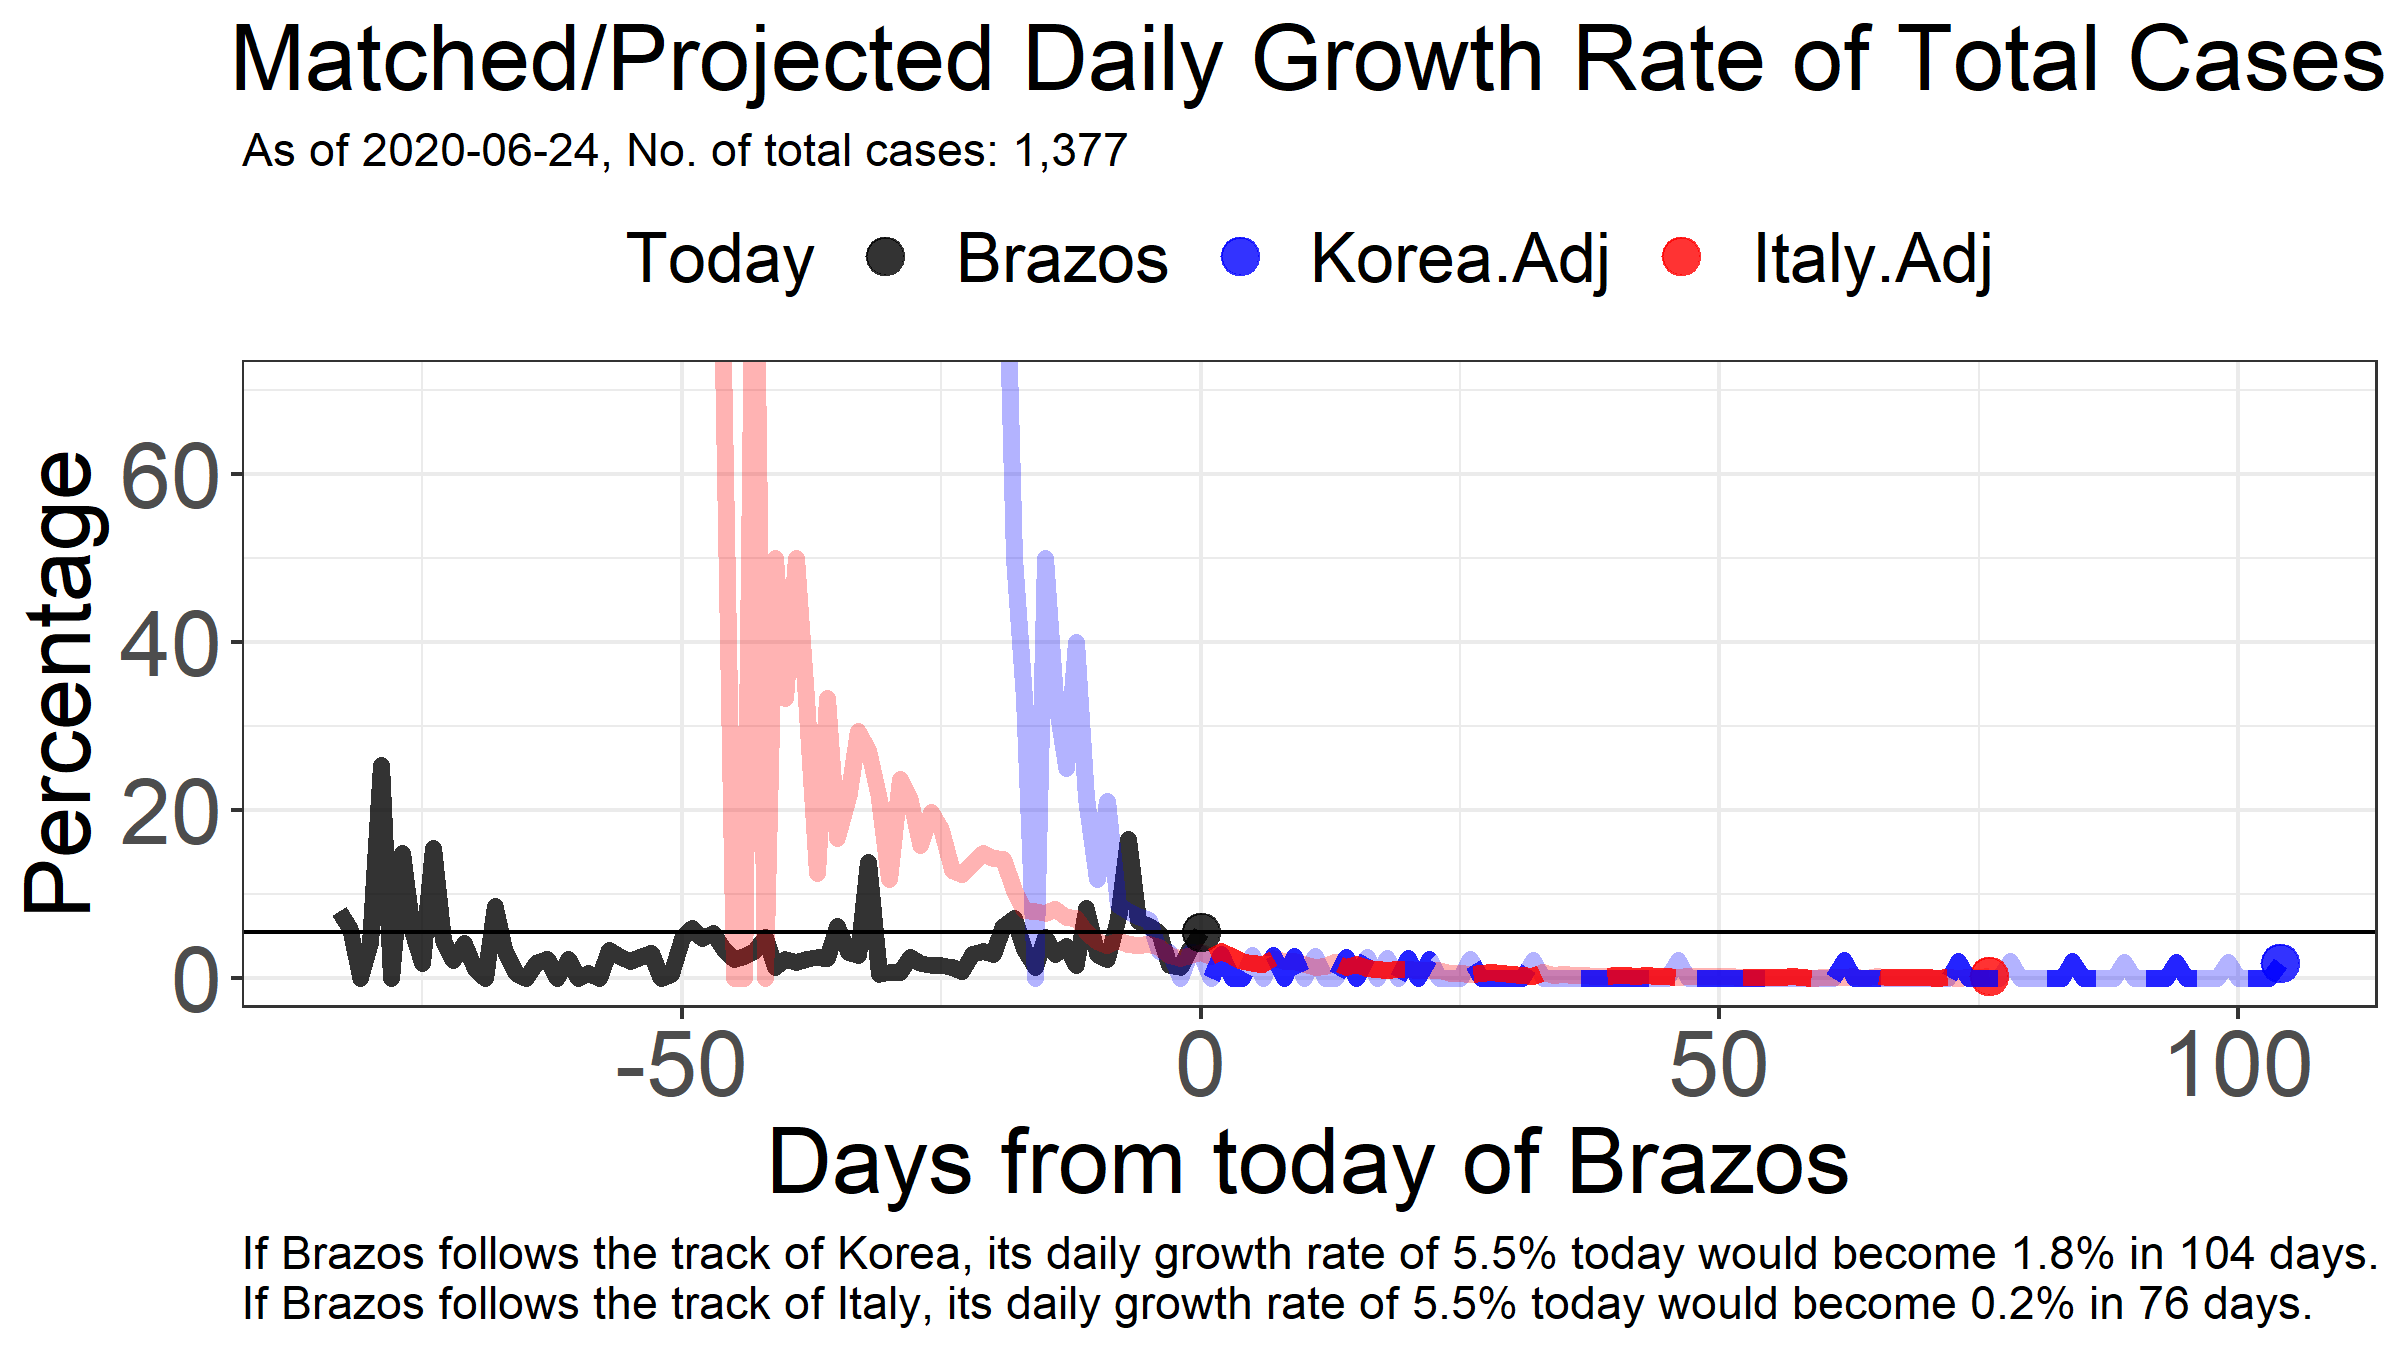 Matched/Projected Daily Growth Rate of Total Cases
As of 2020-06-24, No. of total cases: 1,377
Today Brazos Korea.Adj Italy.Adj
Percentage
60
40
20
0
-50 0 50 100
Days from today of Brazos
If Brazos follows the track of Korea, its daily growth rate of 5.5% today would become 1.8% in 104 days.
If Brazos follows the track of Italy, its daily growth rate of 5.5% today would become 0.2% in 76 days.